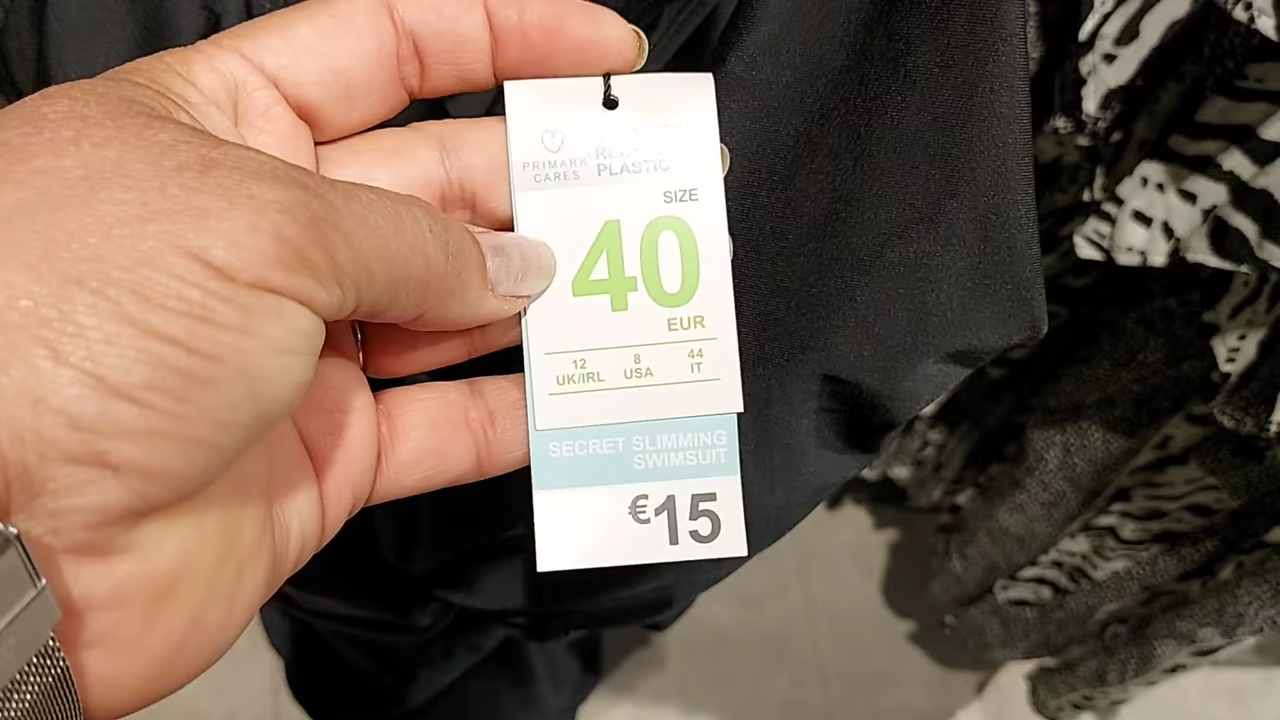 PRIMARK
CARES
PLASTIC
SIZE
40
EUR
12 8 44
UK/IRL USA IT
SECRET SLIMMING
SWIMSUIT
€15